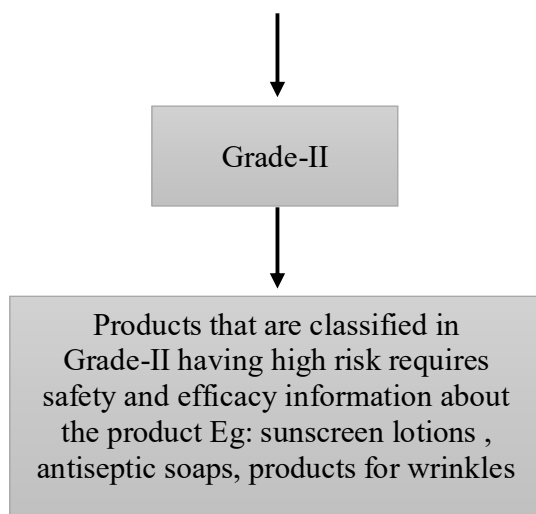 Grade-II
Products that are classified in
Grade-II having high risk requires
safety and efficacy information about
the product Eg: sunscreen lotions ,
antiseptic soaps, products for wrinkles